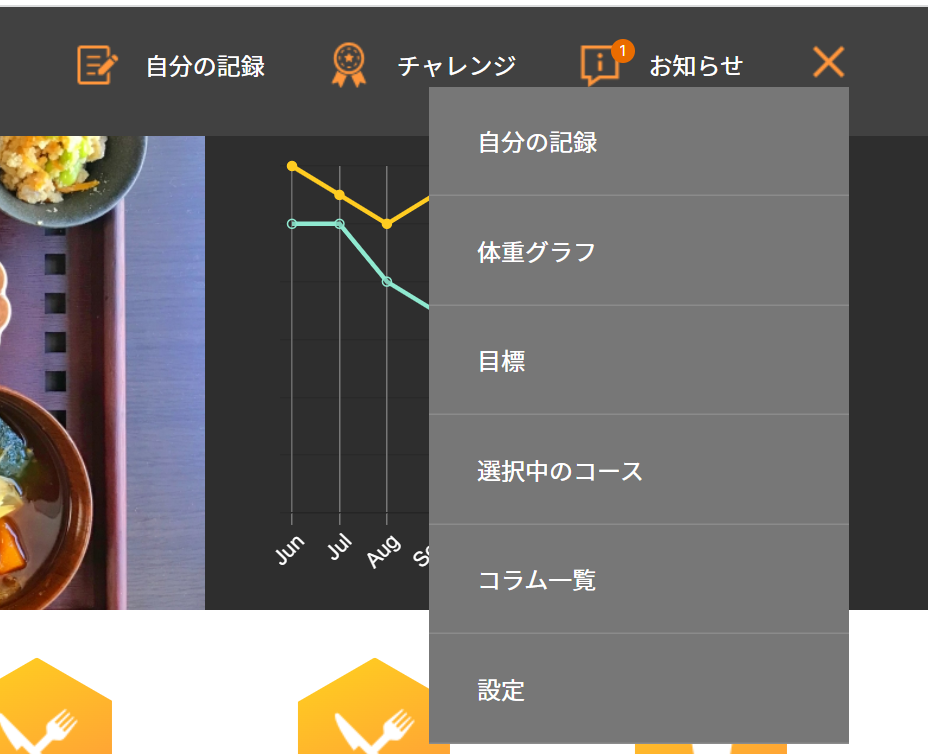 自分の記録
チャレンジ
1
お知らせ
自分の記録
体重グラフ
目標
選択中のコース
コラム一覧
設定
Jun
Jul
Aug